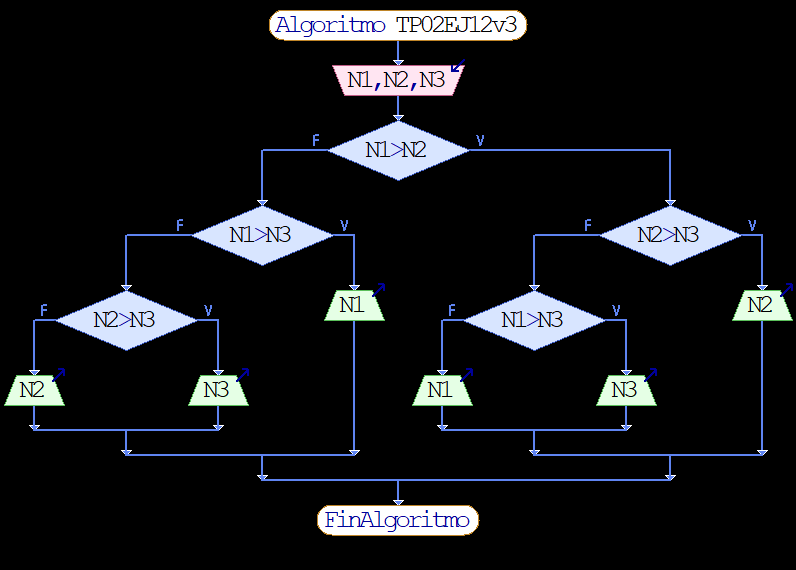 Algoritmo TP02EJ12v3
N1,N2,N3
F N1>N2 V
F N1>N3 V
F N2>N3 V
N1
N2
F N2>N3 V
F N1>N3 V
N2
N3
N1
N3
FinAlgoritmo